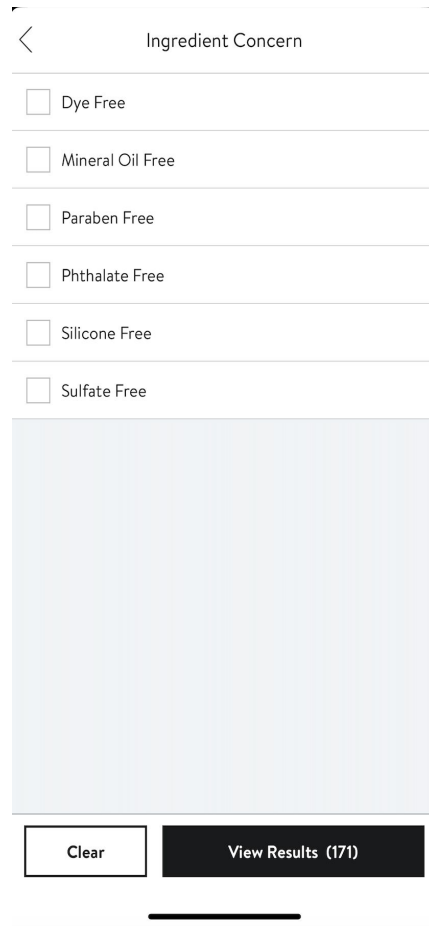 Ingredient Concern
Dye Free
Mineral Oil Free
Paraben Free
Phthalate Free
Silicone Free
Sulfate Free
Clear
View Results (171)